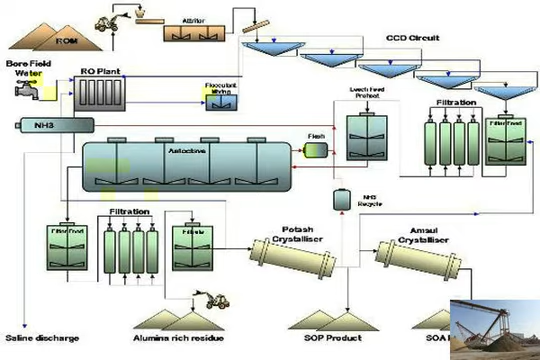 Attritor
ROM
CCD Circuit
Bore Field
Water
RO Plant
Flocculant
Mixing
Leach Feed
Preheat
Filtration
NH3
Flash
Filter Feed
Autoclave
NH3
Recycle
Filtration
Filter Feed
Filtrate
Potash
Crystalliser
Amsul
Crystalliser
Saline discharge
Alumina rich residue
SOP Product
SOA